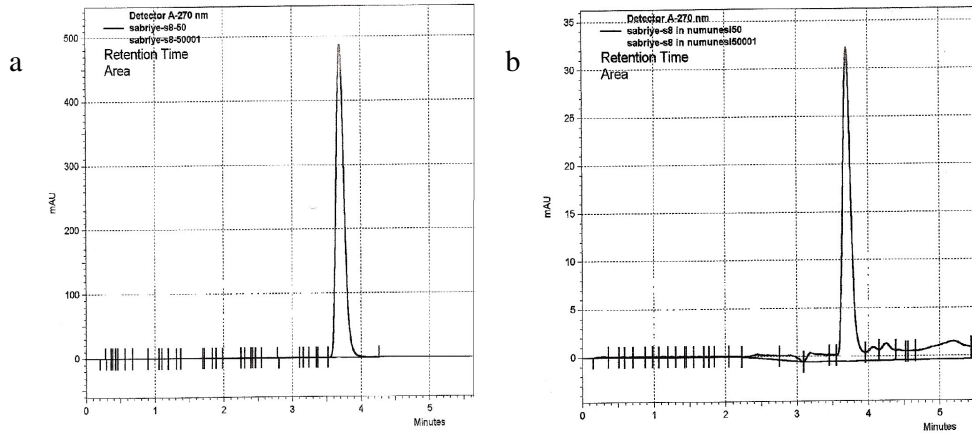 a
Detector A-270 nm
sabriye-s8-50
sabriye-s8-50001
Retention Time
Area
500
400
300
200
100
0
mAU
0 1 2 3 4 5
Minutes
b
Detector A-270 nm
sabriye-s8 in numunesi50
sabriye-s8 in numunesi50001
Retention Time
Area
35
30
25
20
15
10
5
0
mAU
0 1 2 3 4 5
Minutes